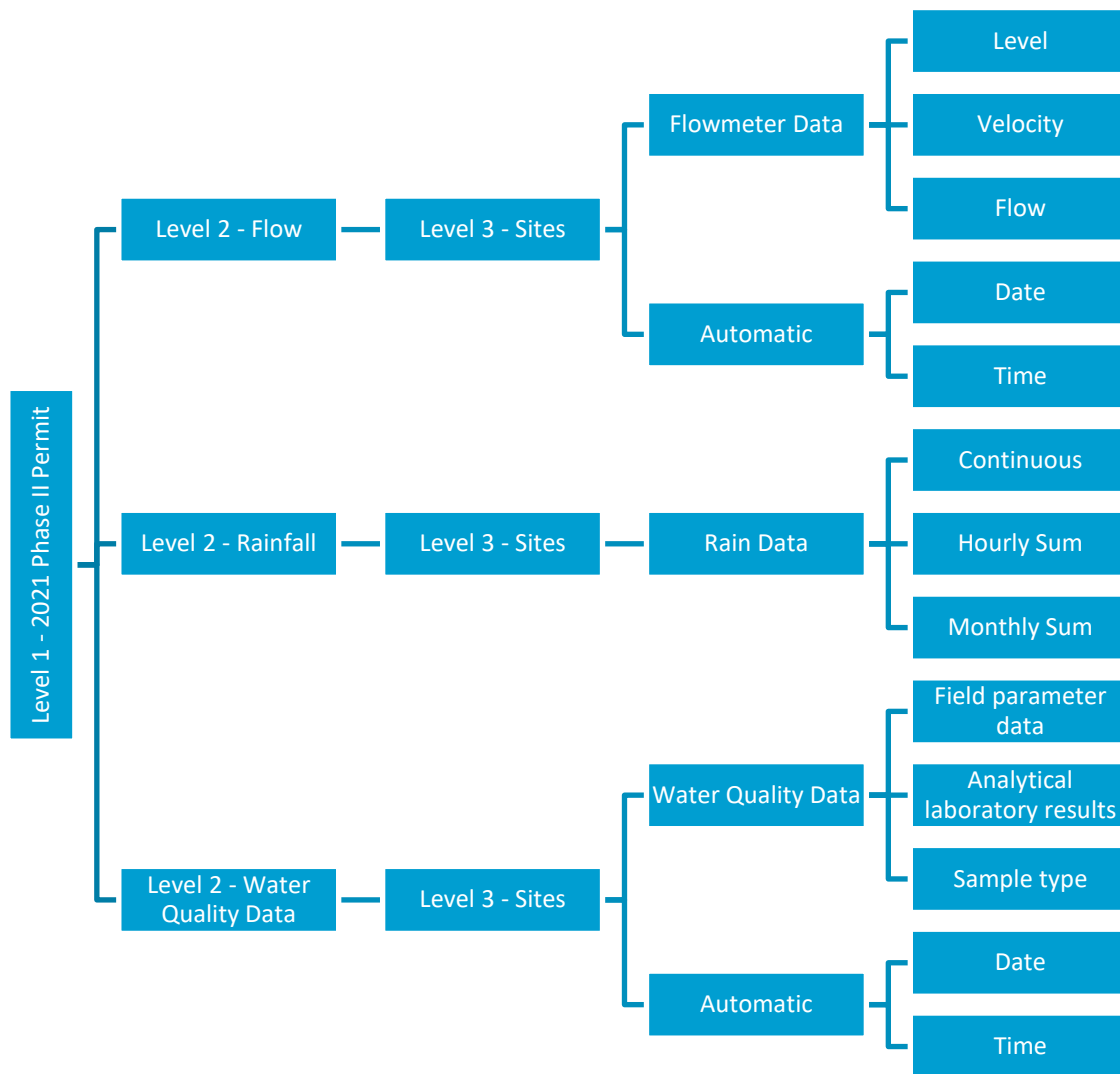 Level 1 - 2021 Phase II Permit
Level 2 - Flow
Level 3 - Sites
Flowmeter Data
Level
Velocity
Flow
Automatic
Date
Time
Level 2 - Rainfall
Level 3 - Sites
Rain Data
Continuous
Hourly Sum
Monthly Sum
Level 2 - Water
Quality Data
Level 3 - Sites
Water Quality Data
Field parameter
data
Analytical
laboratory results
Sample type
Automatic
Date
Time